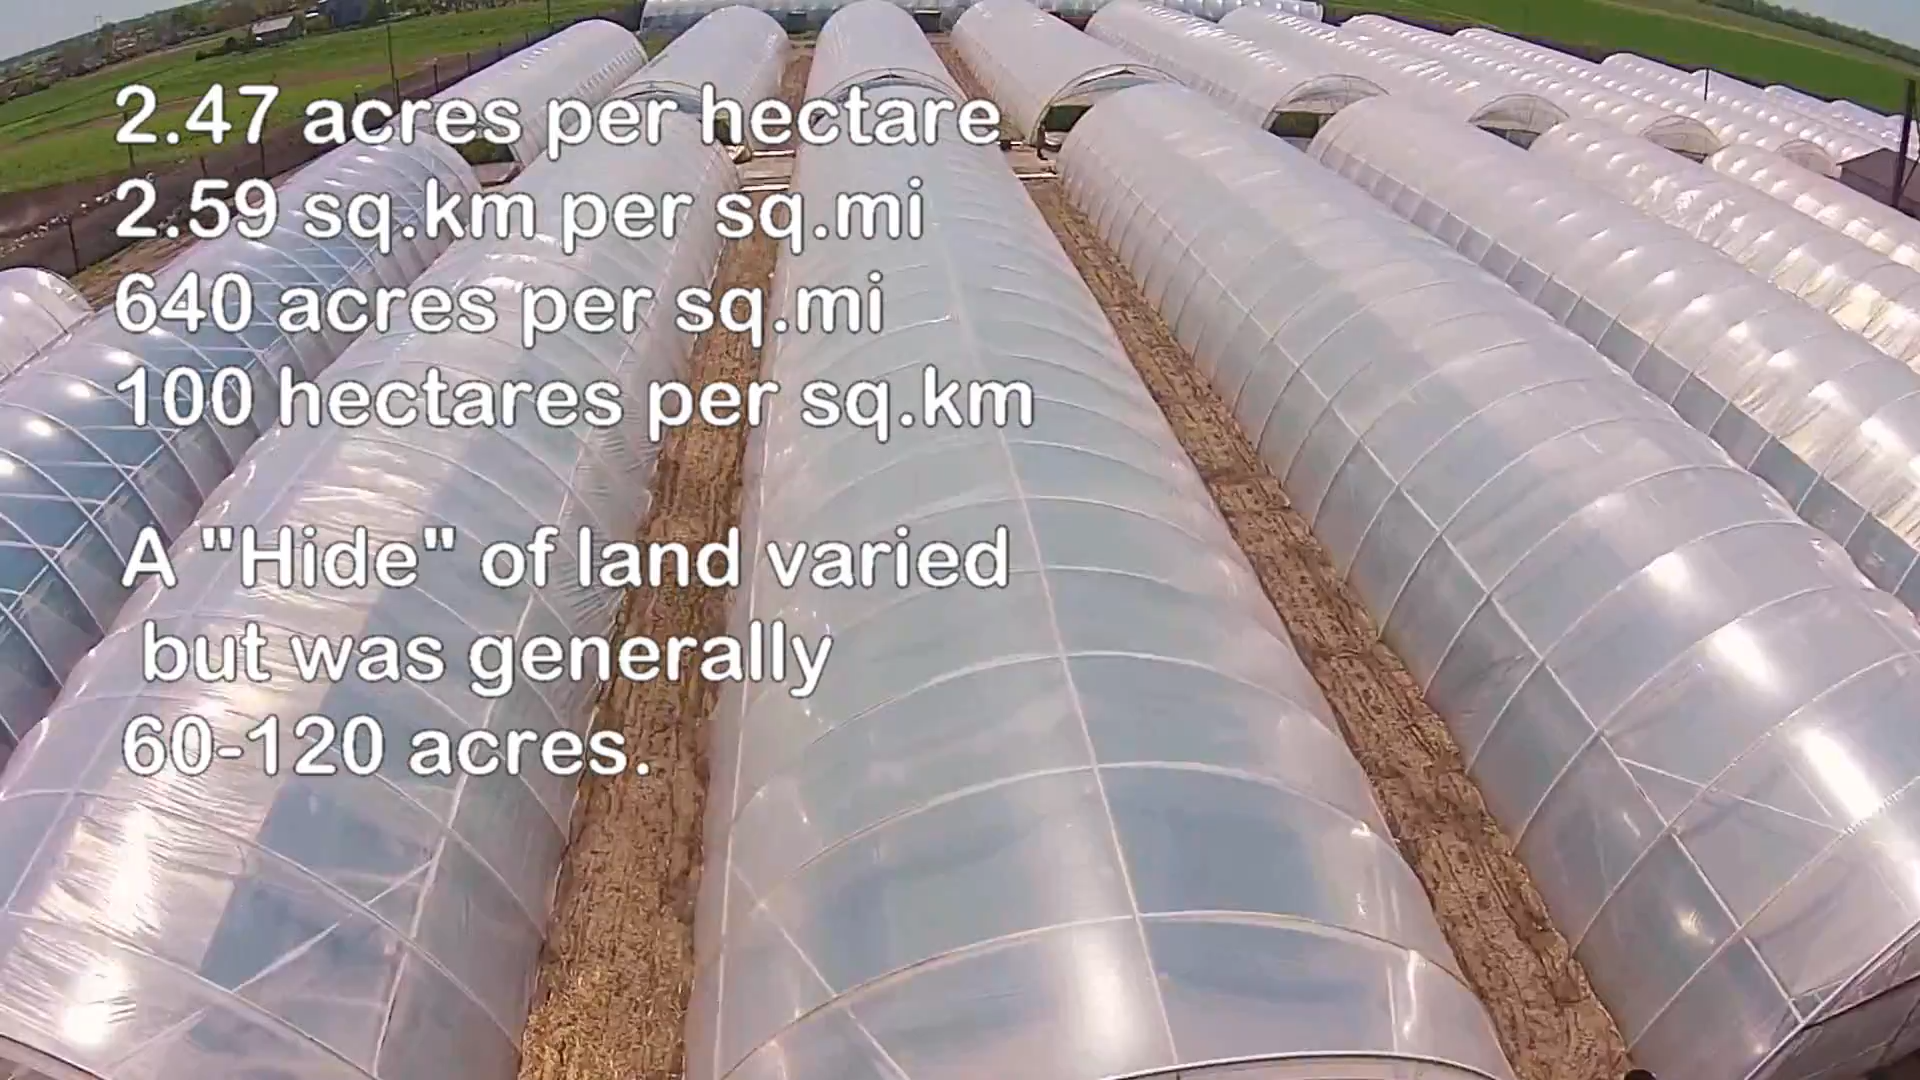 2.47 acres per hectare
2.59 sq.km per sq.mi
640 acres per sq.mi
100 hectares per sq.km
A "Hide" of land varied
but was generally
60-120 acres.